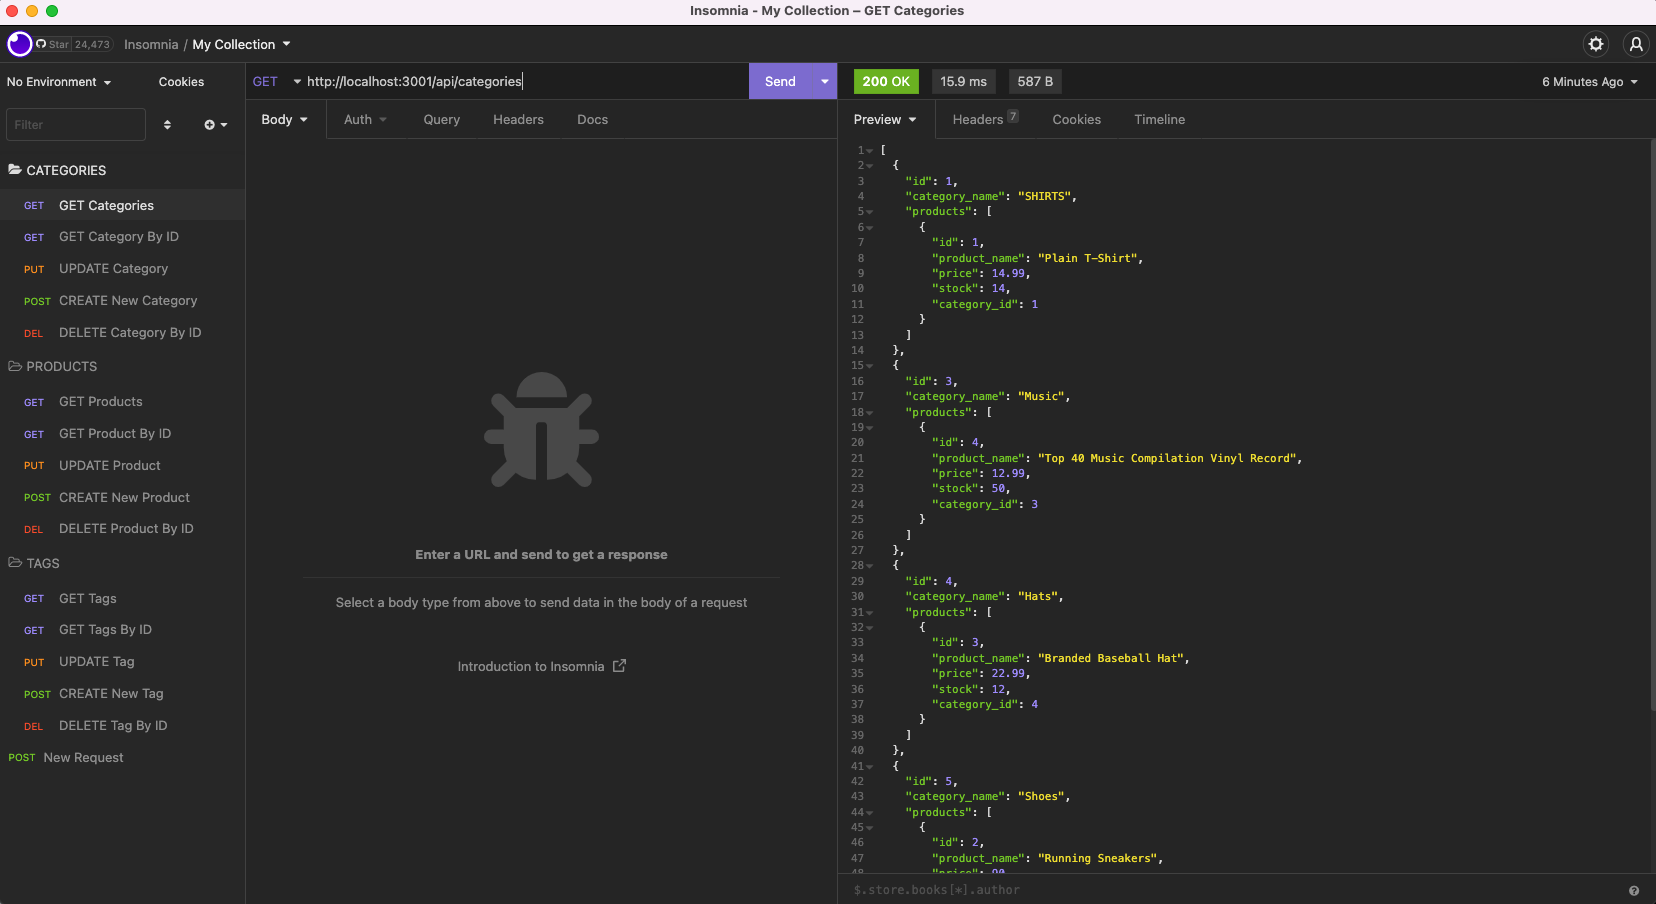 Insomnia - My Collection – GET Categories
Star 24,473
Insomnia / My Collection
No Environment
Cookies
Filter
CATEGORIES
GET GET Categories
GET GET Category By ID
PUT UPDATE Category
POST CREATE New Category
DEL DELETE Category By ID
PRODUCTS
GET GET Products
GET GET Product By ID
PUT UPDATE Product
POST CREATE New Product
DEL DELETE Product By ID
TAGS
GET GET Tags
GET GET Tags By ID
PUT UPDATE Tag
POST CREATE New Tag
DEL DELETE Tag By ID
POST New Request
GET http://localhost:3001/api/categories Send
Body Auth Query Headers Docs
Enter a URL and send to get a response
Select a body type from above to send data in the body of a request
Introduction to Insomnia
200 OK 15.9 ms 587 B 6 Minutes Ago
Preview Headers 7 Cookies Timeline
1 [
2 {
3 "id": 1,
4 "category_name": "SHIRTS",
5 "products": [
6 {
7 "id": 1,
8 "product_name": "Plain T-Shirt",
9 "price": 14.99,
10 "stock": 14,
11 "category_id": 1
12 }
13 ]
14 },
15 {
16 "id": 3,
17 "category_name": "Music",
18 "products": [
19 {
20 "id": 4,
21 "product_name": "Top 40 Music Compilation Vinyl Record",
22 "price": 12.99,
23 "stock": 50,
24 "category_id": 3
25 }
26 ]
27 },
28 {
29 "id": 4,
30 "category_name": "Hats",
31 "products": [
32 {
33 "id": 3,
34 "product_name": "Branded Baseball Hat",
35 "price": 22.99,
36 "stock": 12,
37 "category_id": 4
38 }
39 ]
40 },
41 {
42 "id": 5,
43 "category_name": "Shoes",
44 "products": [
45 {
46 "id": 2,
47 "product_name": "Running Sneakers",
48 "price": 90
$.store.books[*].author